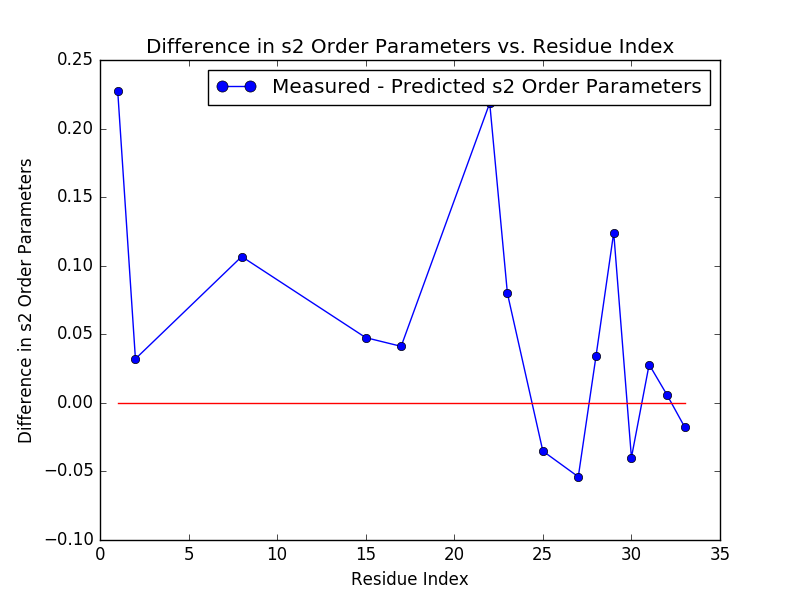 Difference in s2 Order Parameters vs. Residue Index
Measured - Predicted s2 Order Parameters
Difference in s2 Order Parameters
0.25
0.20
0.15
0.10
0.05
0.00
−0.05
−0.10
0 5 10 15 20 25 30 35
Residue Index